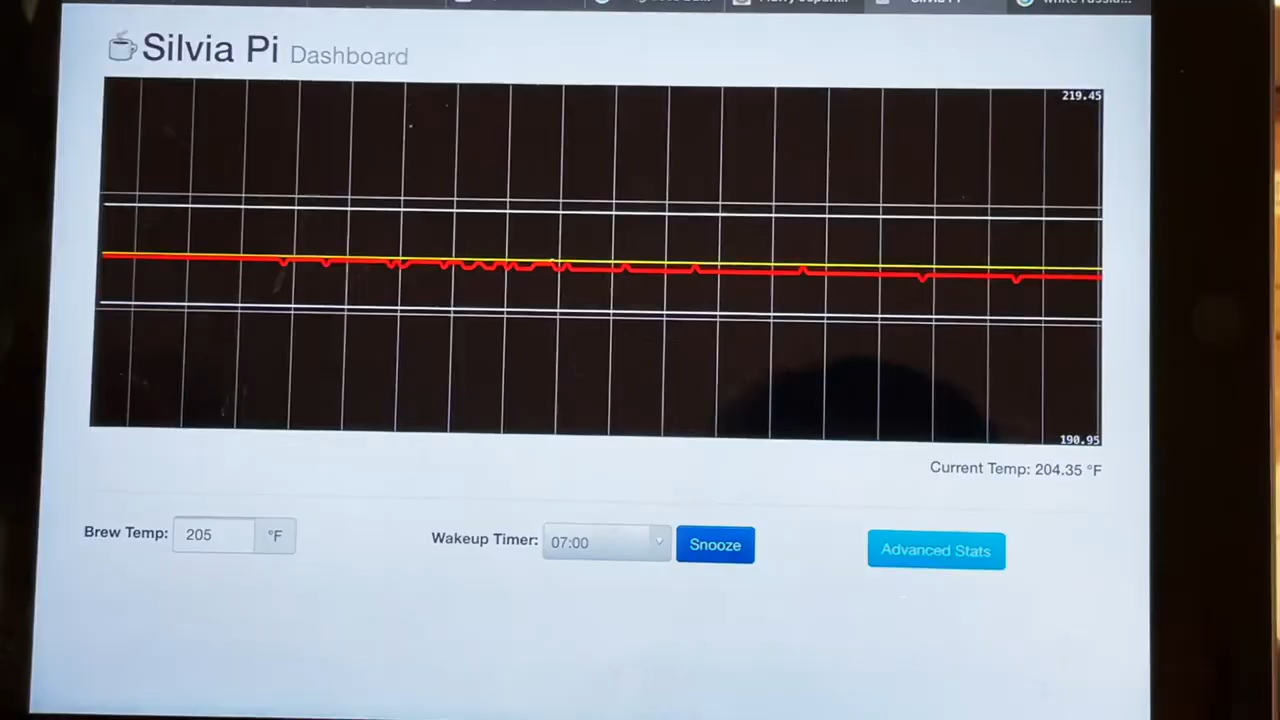 Silvia Pi Dashboard
219.45
190.95
Current Temp: 204.35 °F
Brew Temp: 205 °F
Wakeup Timer: 07:00 Snooze
Advanced Stats